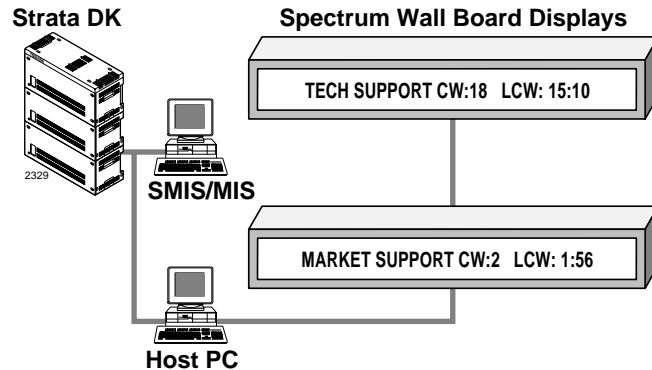 Strata DK
Spectrum Wall Board Displays
TECH SUPPORT CW:18 LCW: 15:10
2329
SMIS/MIS
MARKET SUPPORT CW:2 LCW: 1:56
Host PC